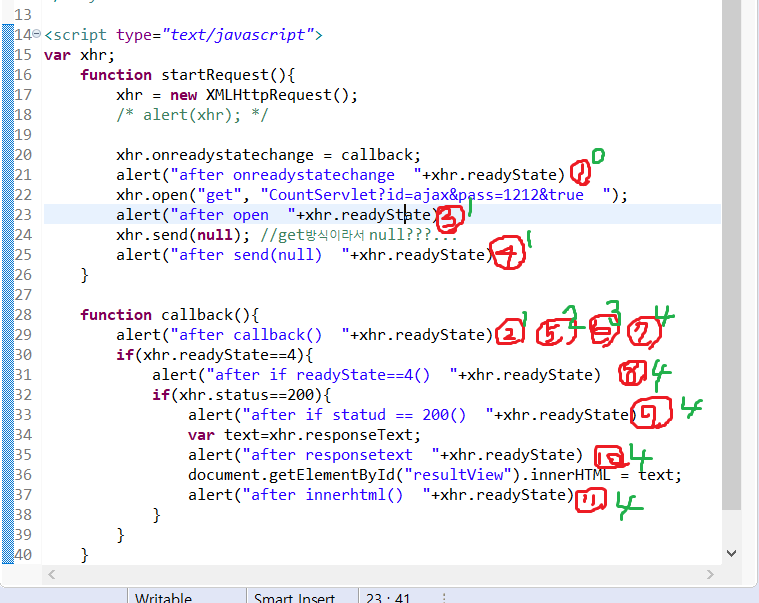 13
14 <script type="text/javascript">
15 var xhr;
16 function startRequest(){
17 xhr = new XMLHttpRequest();
18 /* alert(xhr); */
19
20 xhr.onreadystatechange = callback;
21 alert("after onreadystatechange  "+xhr.readyState) ① 0
22 xhr.open("get", "CountServlet?id=ajax&pass=1212&true  ");
23 alert("after open  "+xhr.readyState) ③ 1
24 xhr.send(null); //get방식이라서 null???...
25 alert("after send(null)  "+xhr.readyState) ④ 1
26 }
27
28 function callback(){
29 alert("after callback()  "+xhr.readyState) ② 1 ⑤ 2 ⑥ 3 ⑦ 4
30 if(xhr.readyState==4){
31 alert("after if readyState==4()  "+xhr.readyState) ⑧ 4
32 if(xhr.status==200){
33 alert("after if statud == 200()  "+xhr.readyState) ⑨ 4
34 var text=xhr.responseText;
35 alert("after responsetext  "+xhr.readyState) ⑩ 4
36 document.getElementById("resultView").innerHTML = text;
37 alert("after innerhtml()  "+xhr.readyState) ⑪ 4
38 }
39 }
40 }
Writable Smart Insert 23 : 41